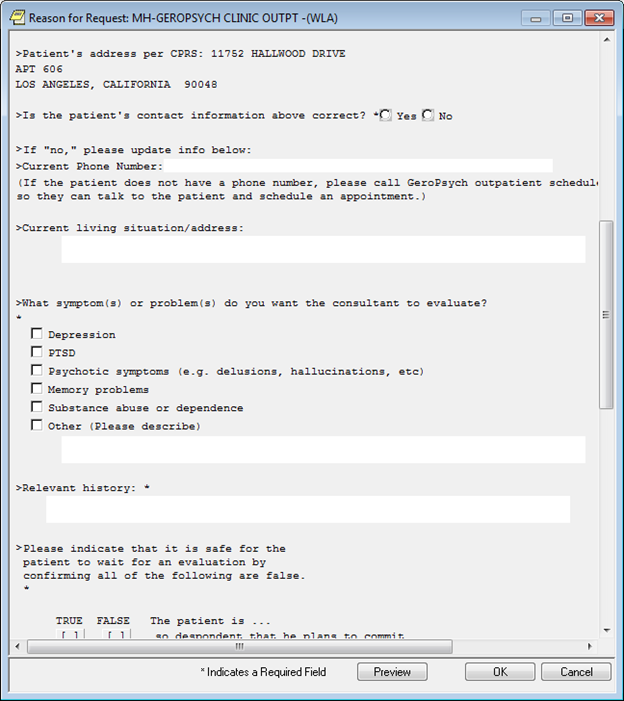 Reason for Request: MH-GEROPSYCH CLINIC OUTPT -(WLA)
>Patient's address per CPRS: 11752 HALLWOOD DRIVE
APT 606
LOS ANGELES, CALIFORNIA  90048
>Is the patient's contact information above correct? * Yes No
>If "no," please update info below:
>Current Phone Number:
(If the patient does not have a phone number, please call GeroPsych outpatient schedule
so they can talk to the patient and schedule an appointment.)
>Current living situation/address:
>What symptom(s) or problem(s) do you want the consultant to evaluate?
*
Depression
PTSD
Psychotic symptoms (e.g. delusions, hallucinations, etc)
Memory problems
Substance abuse or dependence
Other (Please describe)
>Relevant history: *
>Please indicate that it is safe for the
patient to wait for an evaluation by
confirming all of the following are false.
*
TRUE  FALSE   The patient is ...
[ ]   [ ]   so despondent that he plans to commit
* Indicates a Required Field
Preview
OK
Cancel